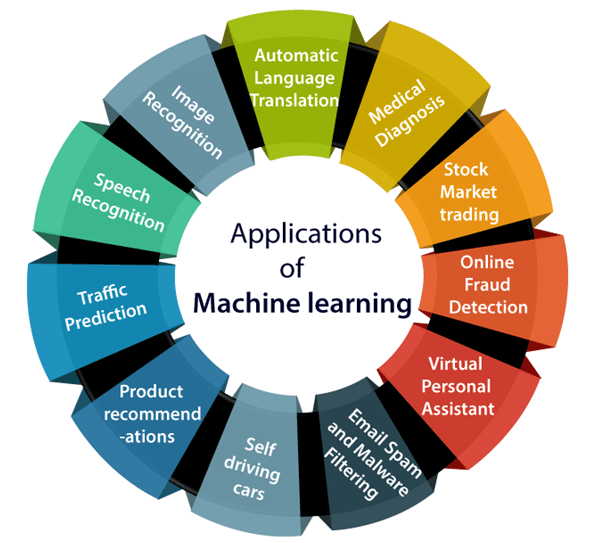 Applications
of
Machine learning
Automatic
Language
Translation
Medical
Diagnosis
Stock
Market
trading
Online
Fraud
Detection
Virtual
Personal
Assistant
Email Spam
and Malware
Filtering
Self
driving
cars
Product
recommend
-ations
Traffic
Prediction
Speech
Recognition
Image
Recognition